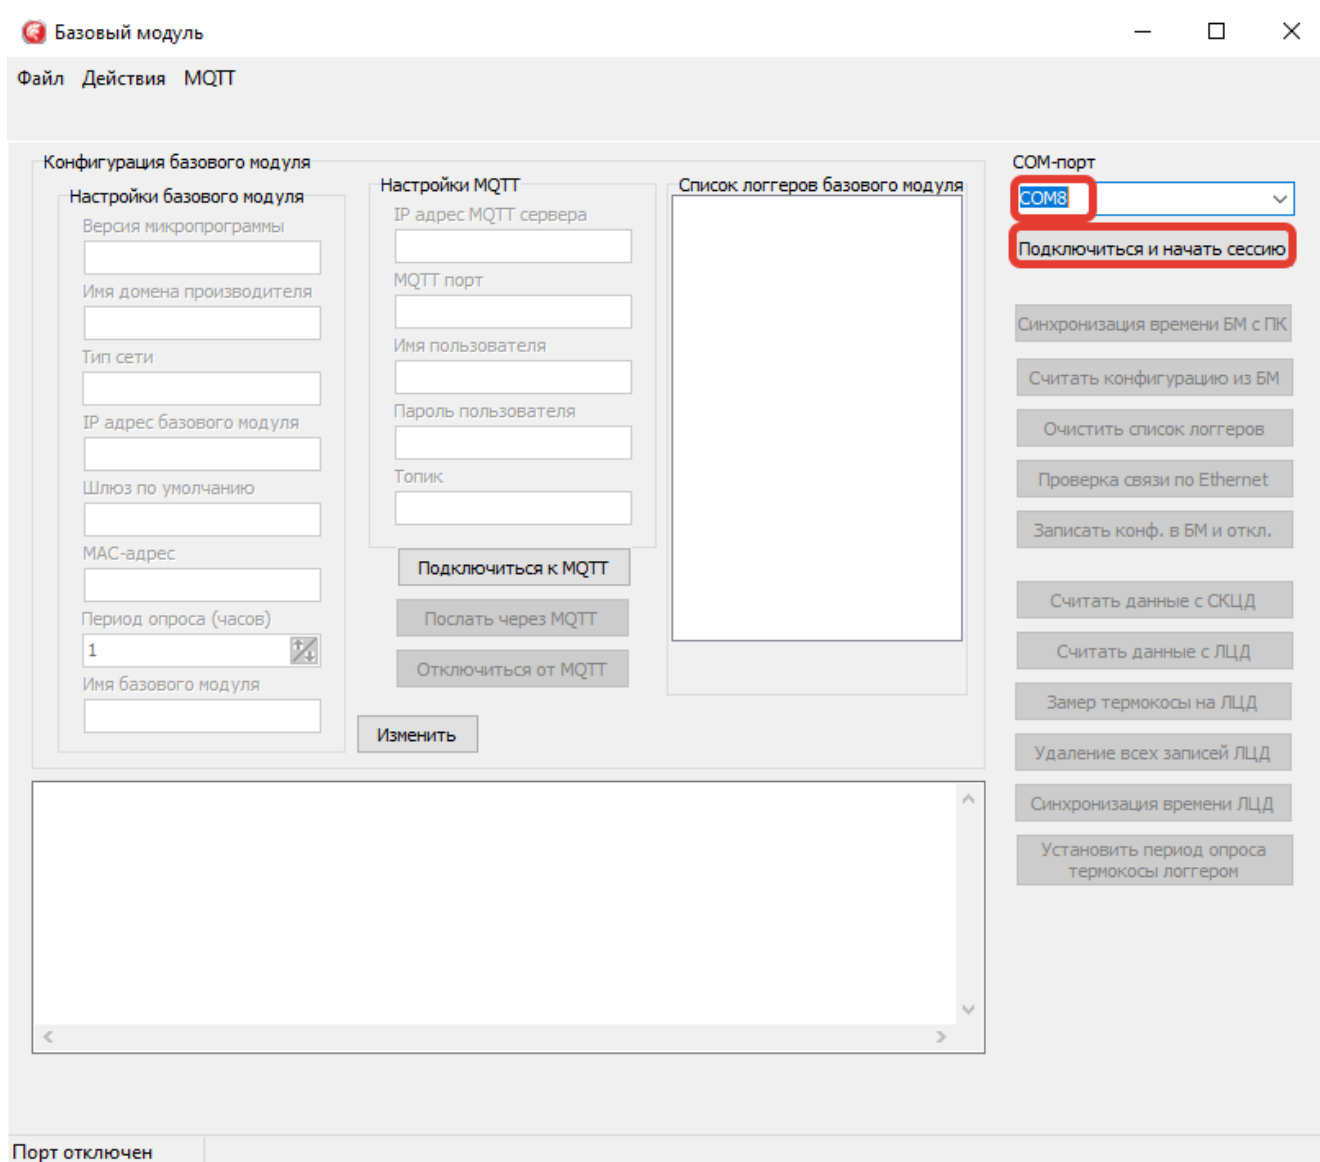 Базовый модуль
Файл Действия MQTT
Конфигурация базового модуля
Настройки базового модуля
Версия микропрограммы
Имя домена производителя
Тип сети
IP адрес базового модуля
Шлюз по умолчанию
MAC-адрес
Период опроса (часов)
1
Имя базового модуля
Настройки MQTT
IP адрес MQTT сервера
MQTT порт
Имя пользователя
Пароль пользователя
Топик
Подключиться к MQTT
Послать через MQTT
Отключиться от MQTT
Изменить
Список логгеров базового модуля
COM-порт
COM8
Подключиться и начать сессию
Синхронизация времени БМ с ПК
Считать конфигурацию из БМ
Очистить список логгеров
Проверка связи по Ethernet
Записать конф. в БМ и откл.
Считать данные с СКЦД
Считать данные с ЛЦД
Замер термокосы на ЛЦД
Удаление всех записей ЛЦД
Синхронизация времени ЛЦД
Установить период опроса
термокосы логгером
Порт отключен